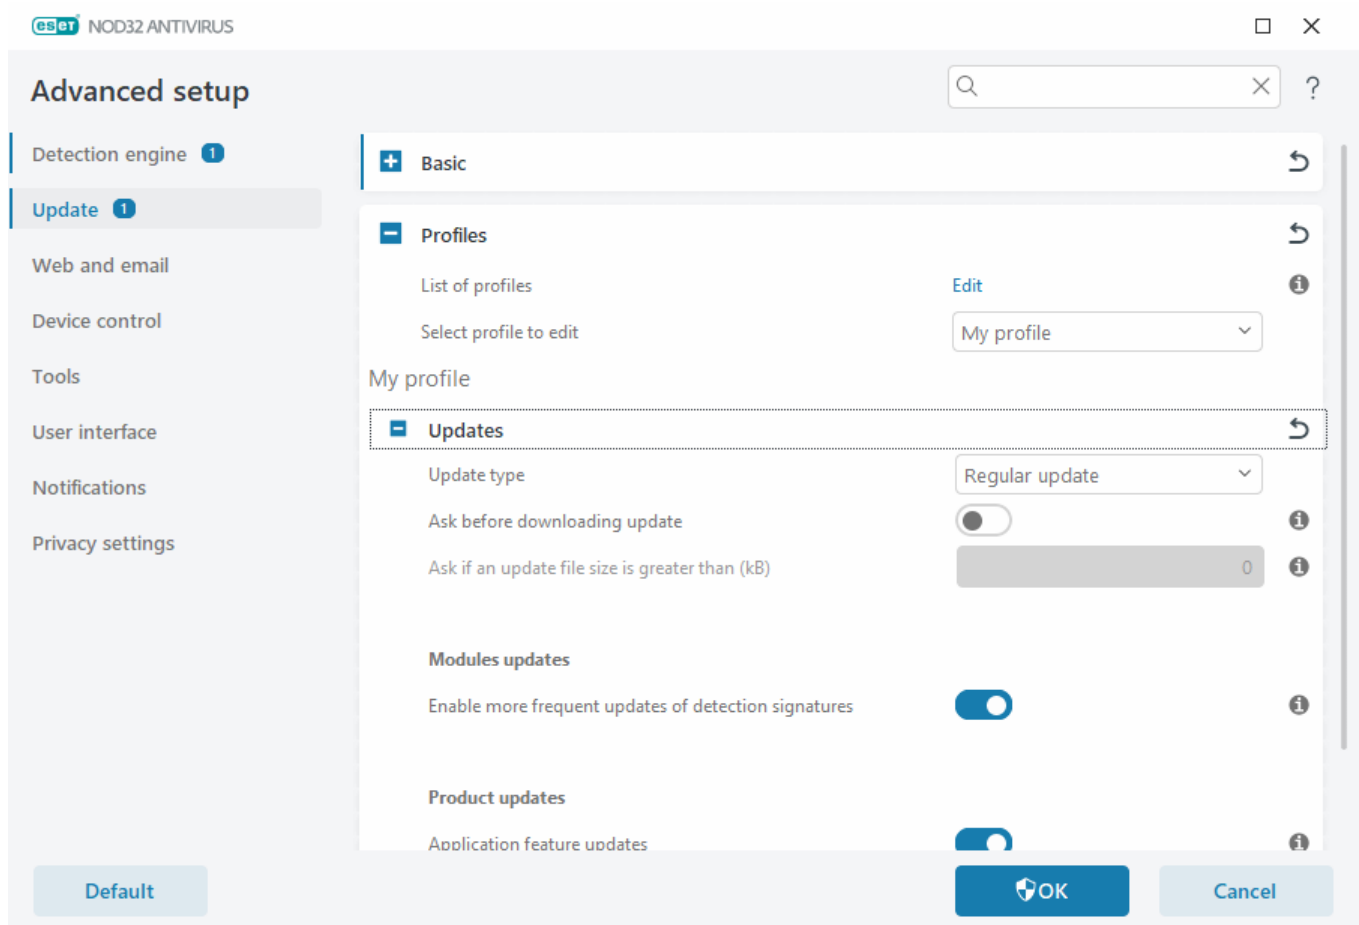 eset NOD32 ANTIVIRUS
Advanced setup
?
Detection engine 1
Update 1
Web and email
Device control
Tools
User interface
Notifications
Privacy settings
Basic
Profiles
List of profiles Edit
Select profile to edit My profile
My profile
Updates
Update type Regular update
Ask before downloading update
Ask if an update file size is greater than (kB) 0
Modules updates
Enable more frequent updates of detection signatures
Product updates
Application feature updates
Default
OK
Cancel